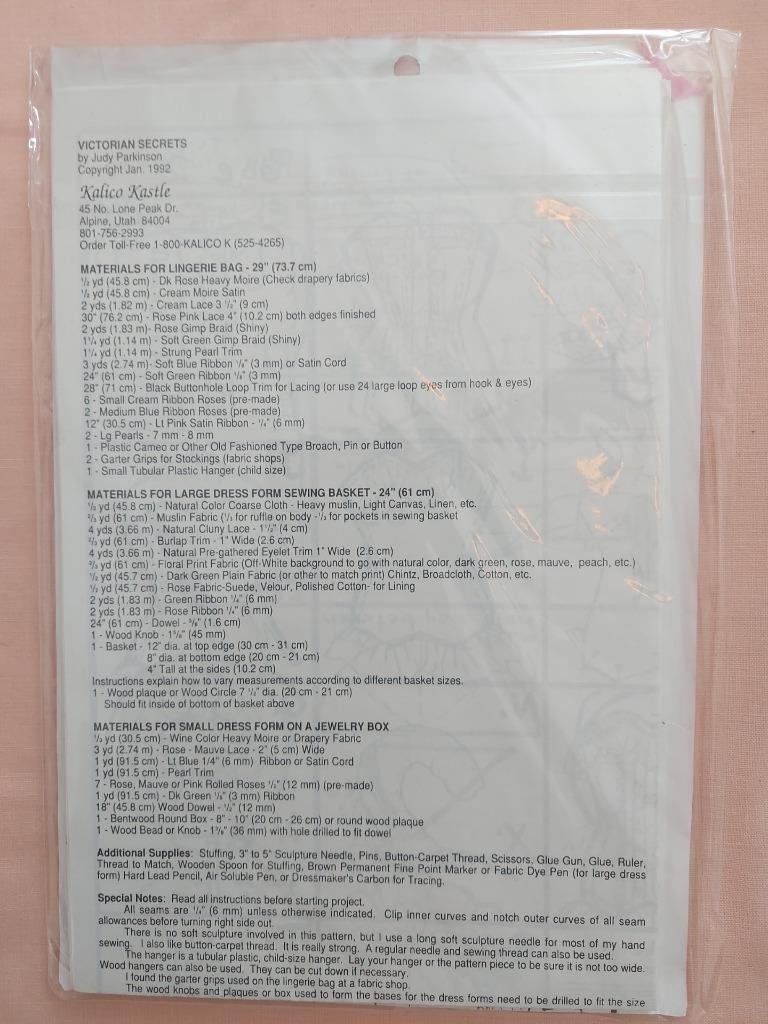 VICTORIAN SECRETS
by Judy Parkinson
Copyright Jan. 1992
Kalico Kastle
45 No. Lone Peak Dr.
Alpine, Utah 84004
801-756-2993
Order Toll-Free 1-800-KALICO K (525-4265)
MATERIALS FOR LINGERIE BAG - 29" (73.7 cm)
½ yd (45.8 cm) - Dk Rose Heavy Moire (Check drapery fabrics)
½ yd (45.8 cm) - Cream Moire Satin
2 yds (1.82 m) - Cream Lace 3 ½" (9 cm)
30" (76.2 cm) - Rose Pink Lace 4" (10.2 cm) both edges finished
2 yds (1.83 m)- Rose Gimp Braid (Shiny)
1¼ yd (1.14 m) - Soft Green Gimp Braid (Shiny)
1¼ yd (1.14 m) - Strung Pearl Trim
3 yds (2.74 m)- Soft Blue Ribbon ⅛" (3 mm) or Satin Cord
24" (61 cm) - Soft Green Ribbon ⅛" (3 mm)
28" (71 cm) - Black Buttonhole Loop Trim for Lacing (or use 24 large loop eyes from hook & eyes)
6 - Small Cream Ribbon Roses (pre-made)
2 - Medium Blue Ribbon Roses (pre-made)
12" (30.5 cm) - Lt Pink Satin Ribbon - ¼" (6 mm)
2 - Lg Pearls - 7 mm - 8 mm
1 - Plastic Cameo or Other Old Fashioned Type Broach, Pin or Button
2 - Garter Grips for Stockings (fabric shops)
1 - Small Tubular Plastic Hanger (child size)
MATERIALS FOR LARGE DRESS FORM SEWING BASKET - 24" (61 cm)
½ yd (45.8 cm) - Natural Color Coarse Cloth - Heavy muslin, Light Canvas, Linen, etc.
⅔ yd (61 cm) - Muslin Fabric (⅓ for ruffle on body -⅓ for pockets in sewing basket
4 yds (3.66 m) - Natural Cluny Lace - 1½" (4 cm)
⅔ yd (61 cm) - Burlap Trim - 1" Wide (2.6 cm)
4 yds (3.66 m) - Natural Pre-gathered Eyelet Trim 1" Wide (2.6 cm)
⅔ yd (61 cm) - Floral Print Fabric (Off-White background to go with natural color, dark green, rose, mauve, peach, etc.)
½ yd (45.7 cm) - Dark Green Plain Fabric (or other to match print) Chintz, Broadcloth, Cotton, etc.
½ yd (45.7 cm) - Rose Fabric-Suede, Velour, Polished Cotton- for Lining
2 yds (1.83 m) - Green Ribbon ¼" (6 mm)
2 yds (1.83 m) - Rose Ribbon ¼" (6 mm)
24" (61 cm) - Dowel - ⅝" (1.6 cm)
1 - Wood Knob - 1¾" (45 mm)
1 - Basket - 12" dia. at top edge (30 cm - 31 cm)
8" dia. at bottom edge (20 cm - 21 cm)
4" Tall at the sides (10.2 cm)
Instructions explain how to vary measurements according to different basket sizes.
1 - Wood plaque or Wood Circle 7 ½" dia. (20 cm - 21 cm)
Should fit inside of bottom of basket above
MATERIALS FOR SMALL DRESS FORM ON A JEWELRY BOX
⅓ yd (30.5 cm) - Wine Color Heavy Moire or Drapery Fabric
3 yd (2.74 m) - Rose - Mauve Lace - 2" (5 cm) Wide
1 yd (91.5 cm) - Lt Blue 1/4" (6 mm) Ribbon or Satin Cord
1 yd (91.5 cm) - Pearl Trim
7 - Rose, Mauve or Pink Rolled Roses ½" (12 mm) (pre-made)
1 yd (91.5 cm) - Dk Green ⅛" (3 mm) Ribbon
18" (45.8 cm) Wood Dowel - ½" (12 mm)
1 - Bentwood Round Box - 8" - 10" (20 cm - 26 cm) or round wood plaque
1 - Wood Bead or Knob - 1⅜" (36 mm) with hole drilled to fit dowel
Additional Supplies: Stuffing, 3" to 5" Sculpture Needle, Pins, Button-Carpet Thread, Scissors, Glue Gun, Glue, Ruler,
Thread to Match, Wooden Spoon for Stuffing, Brown Permanent Fine Point Marker or Fabric Dye Pen (for large dress
form) Hard Lead Pencil, Air Soluble Pen, or Dressmaker's Carbon for Tracing.
Special Notes: Read all instructions before starting project.
All seams are ¼" (6 mm) unless otherwise indicated. Clip inner curves and notch outer curves of all seam
allowances before turning right side out.
There is no soft sculpture involved in this pattern, but I use a long soft sculpture needle for most of my hand
sewing. I also like button-carpet thread. It is really strong. A regular needle and sewing thread can also be used.
The hanger is a tubular plastic, child-size hanger. Lay your hanger or the pattern piece to be sure it is not too wide.
Wood hangers can also be used. They can be cut down if necessary.
I found the garter grips used on the lingerie bag at a fabric shop.
The wood knobs and plaques or box used to form the bases for the dress forms need to be drilled to fit the size